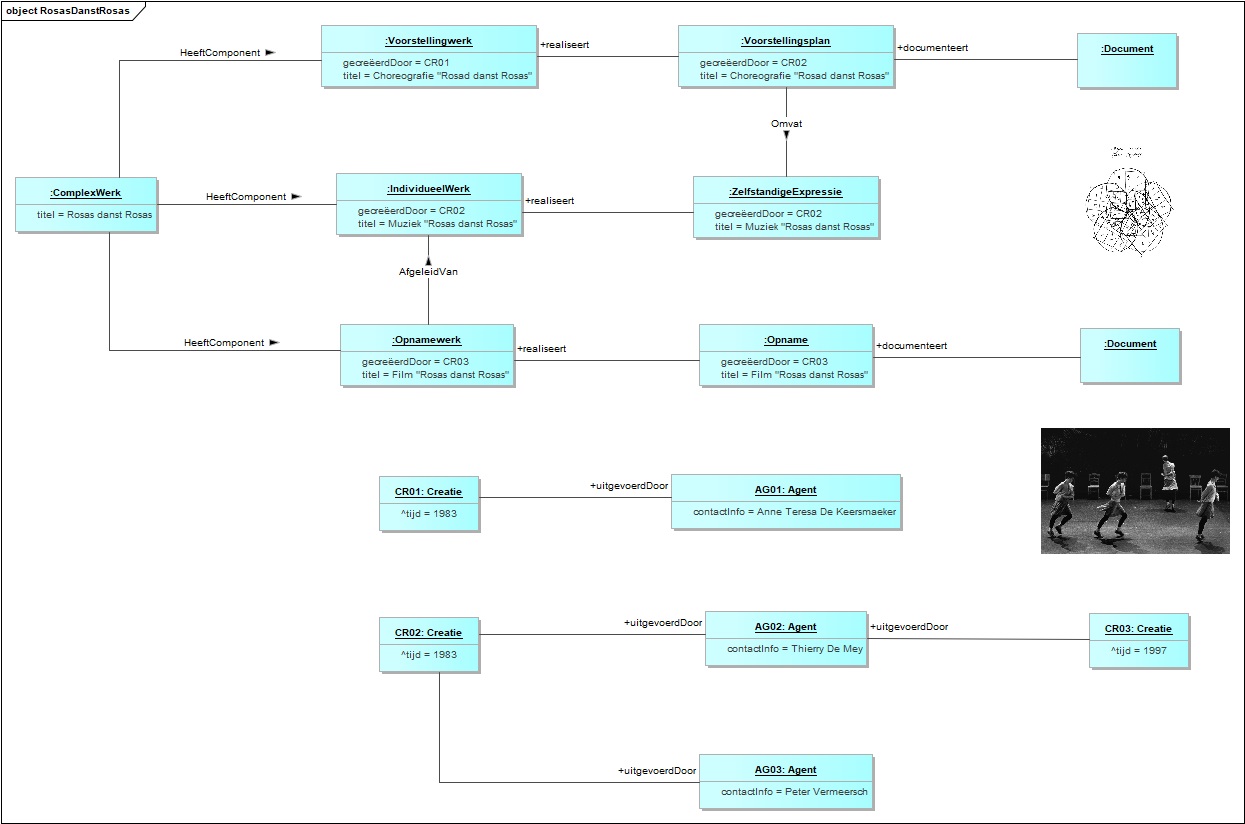 object RosasDanstRosas
:Voorstellingwerk
gecreëerdDoor = CR01
titel = Choreografie "Rosad danst Rosas"
:Voorstellingsplan
gecreëerdDoor = CR02
titel = Choreografie "Rosad danst Rosas"
:Document
HeeftComponent
+realiseert
+documenteert
Omvat
:ComplexWerk
titel = Rosas danst Rosas
HeeftComponent
:IndividueelWerk
gecreëerdDoor = CR02
titel = Muziek "Rosas danst Rosas"
+realiseert
:ZelfstandigeExpressie
gecreëerdDoor = CR02
titel = Muziek "Rosas danst Rosas"
AfgeleidVan
HeeftComponent
:Opnamewerk
gecreëerdDoor = CR03
titel = Film "Rosas danst Rosas"
+realiseert
:Opname
gecreëerdDoor = CR03
titel = Film "Rosas danst Rosas"
+documenteert
:Document
CR01: Creatie
^tijd = 1983
+uitgevoerdDoor
AG01: Agent
contactInfo = Anne Teresa De Keersmaeker
CR02: Creatie
^tijd = 1983
+uitgevoerdDoor
AG02: Agent
contactInfo = Thierry De Mey
+uitgevoerdDoor
CR03: Creatie
^tijd = 1997
+uitgevoerdDoor
AG03: Agent
contactInfo = Peter Vermeersch